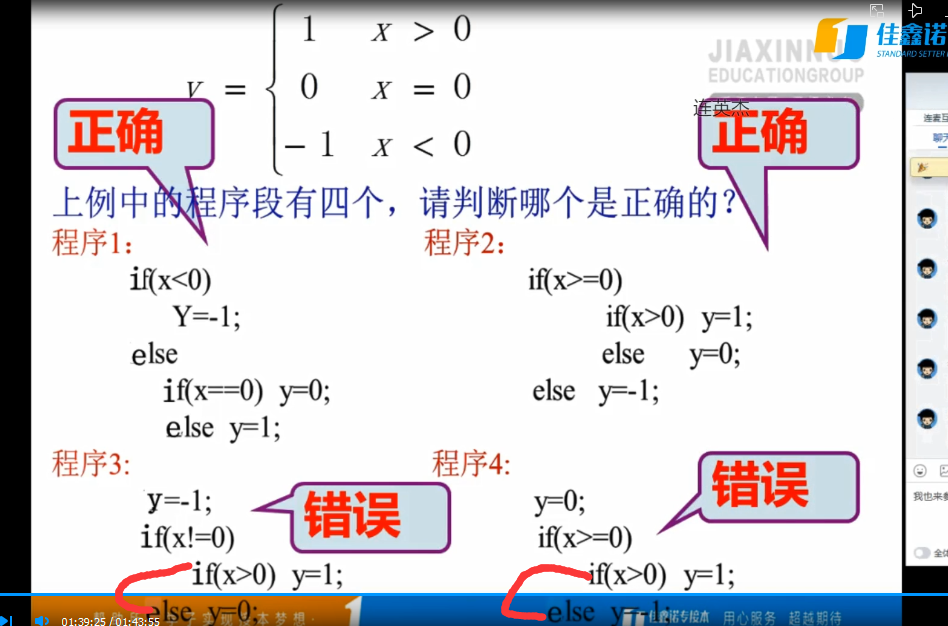 y = { 1 x > 0
0 x = 0
− 1 x < 0
佳鑫诺
STANDARD SETTER
JIAXINNUO
EDUCATIONGROUP
连英杰
正确
正确
上例中的程序段有四个，请判断哪个是正确的？
程序1：
if(x<0)
Y=-1;
else
if(x==0) y=0;
else y=1;
程序2：
if(x>=0)
if(x>0) y=1;
else y=0;
else y=-1;
程序3:
y=-1;
if(x!=0)
if(x>0) y=1;
else y=0;
错误
程序4:
y=0;
if(x>=0)
if(x>0) y=1;
else y=-1;
错误
佳鑫诺专接本 用心服务 超越期待
01:39:25 / 01:43:55
连麦互
聊天
我也来参
全体